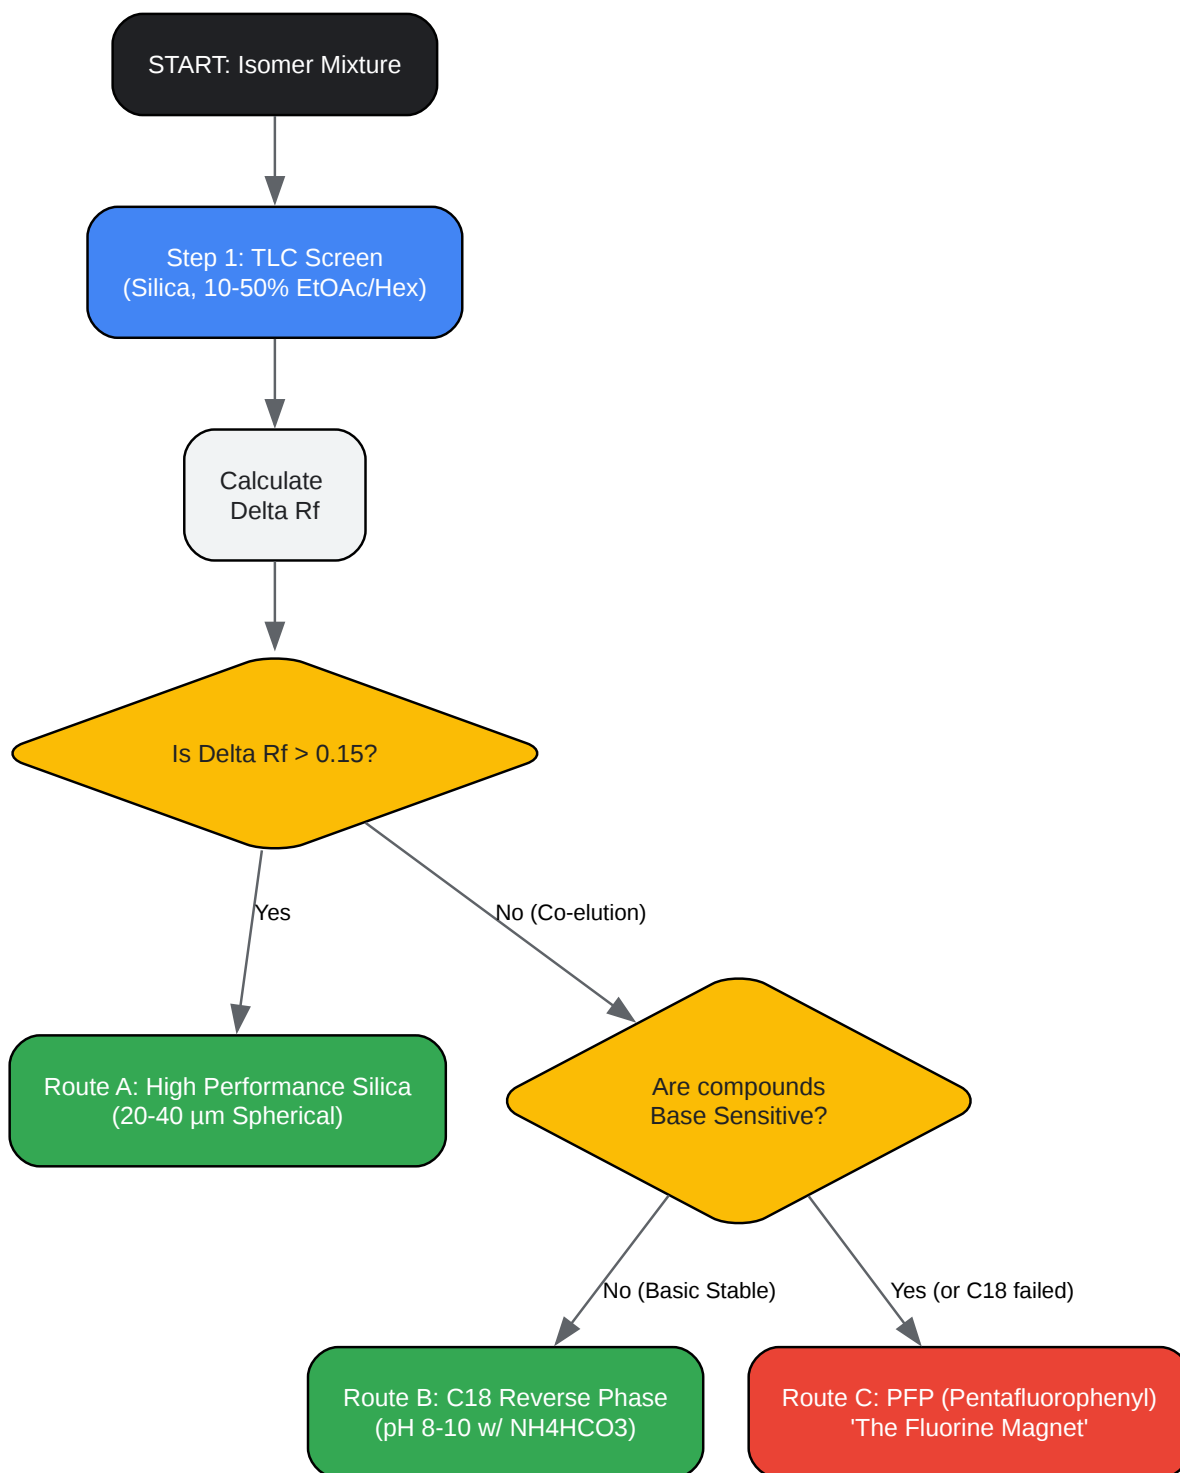 START: Isomer Mixture
Step 1: TLC Screen
(Silica, 10-50% EtOAc/Hex)
Calculate
Delta Rf
Is Delta Rf > 0.15?
Yes
No (Co-elution)
Route A: High Performance Silica
(20-40 µm Spherical)
Are compounds
Base Sensitive?
No (Basic Stable)
Yes (or C18 failed)
Route B: C18 Reverse Phase
(pH 8-10 w/ NH4HCO3)
Route C: PFP (Pentafluorophenyl)
'The Fluorine Magnet'